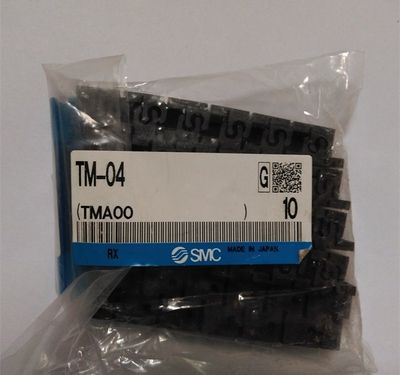 TM-04
G
(TMA00 ) 10
RX SMC MADE IN JAPAN